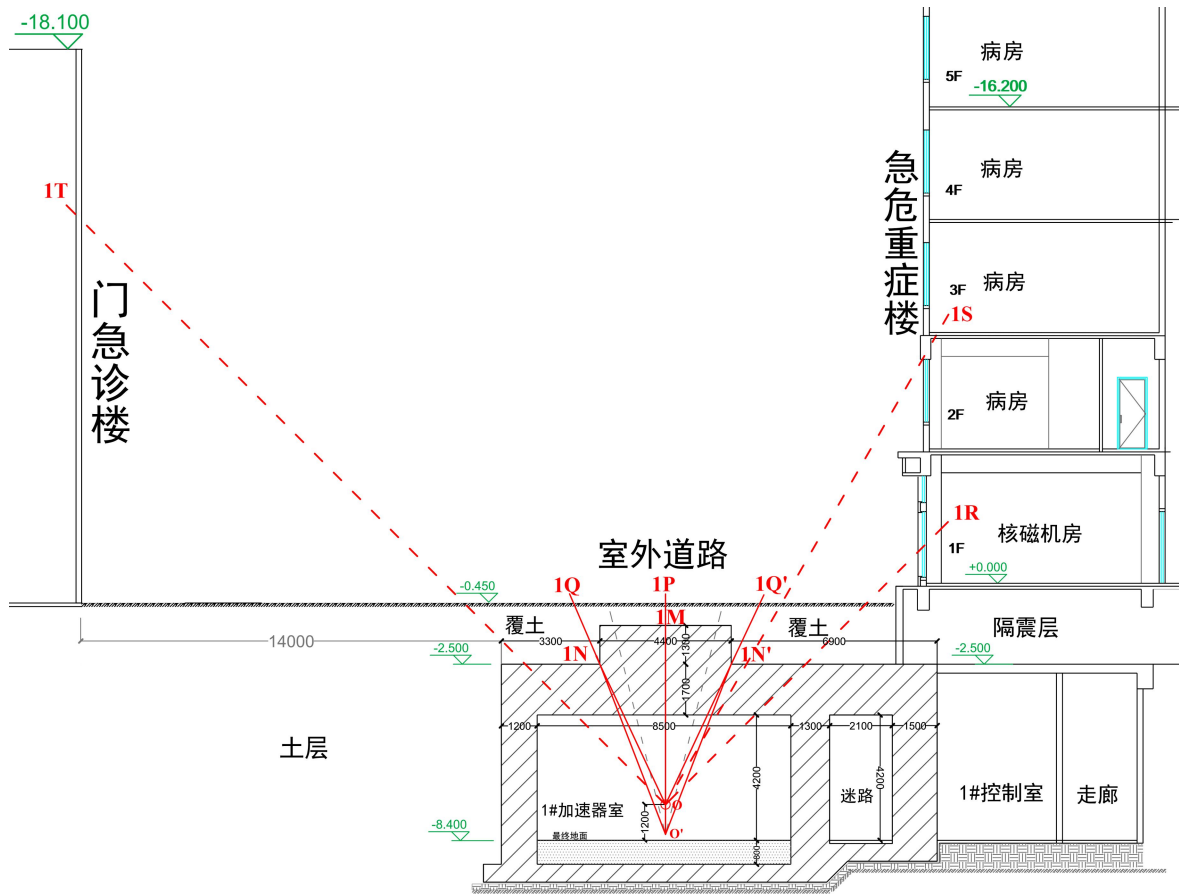 -18.100
病房
5F
-16.200
急危重症楼
病房
4F
1T
病房
3F
1S
门急诊楼
病房
2F
1R
核磁机房
1F
室外道路
+0.000
-0.450
1Q
1P
1Q'
1M
覆土
覆土
隔震层
14000
3300
4400
6900
1300
-2.500
1N
1N'
-2.500
1700
1200
8500
1300
2100
1500
土层
4200
4200
1#加速器室
O
迷路
1#控制室
走廊
1200
-8.400
最终地面
O'
800